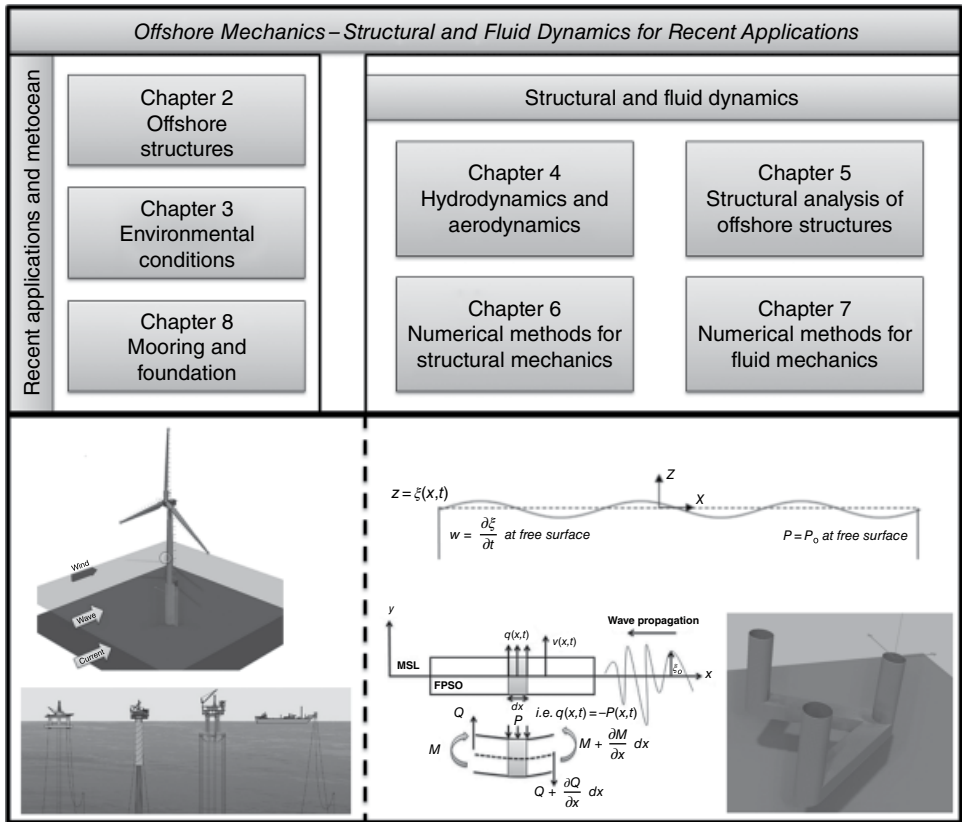 Offshore Mechanics – Structural and Fluid Dynamics for Recent Applications
Recent applications and metocean
Chapter 2
Offshore
structures
Chapter 3
Environmental
conditions
Chapter 8
Mooring and
foundation
Structural and fluid dynamics
Chapter 4
Hydrodynamics and
aerodynamics
Chapter 5
Structural analysis of
offshore structures
Chapter 6
Numerical methods for
structural mechanics
Chapter 7
Numerical methods for
fluid mechanics
Wind
Wave
Current
z = ξ(x,t)
Z
X
w = ∂ξ/∂t at free surface
P = Po at free surface
y
q(x,t)
v(x,t)
Wave propagation
MSL
FPSO
ξo
x
dx
i.e. q(x,t) = –P(x,t)
P
Q
M
M + ∂M/∂x dx
Q + ∂Q/∂x dx